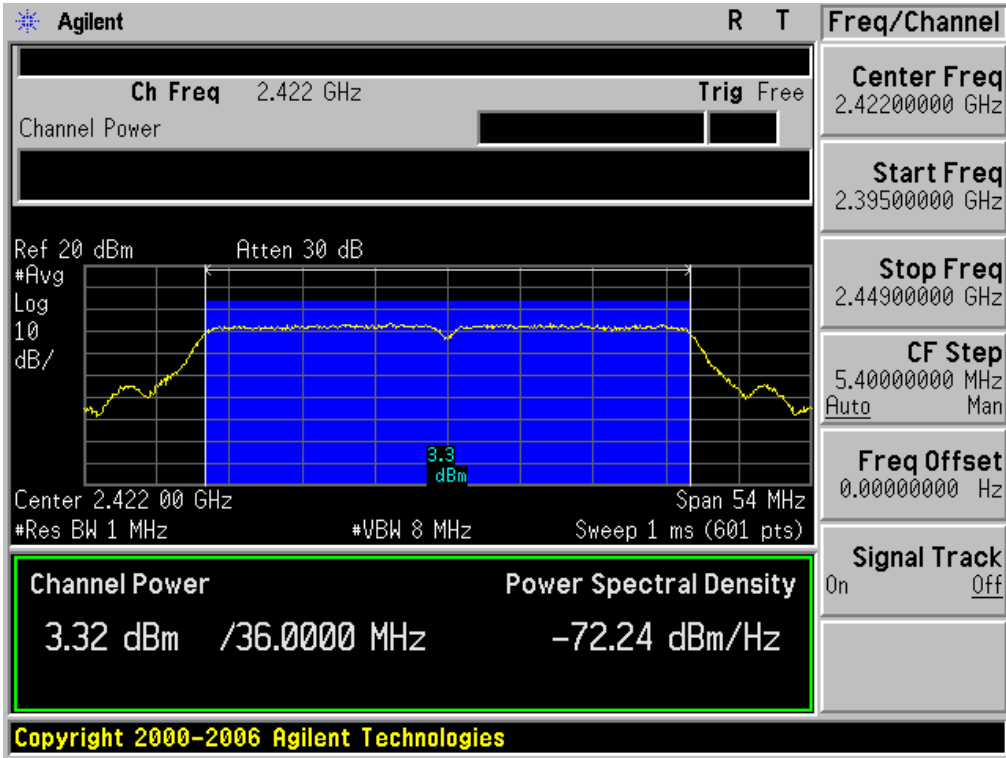 Agilent R T Freq/Channel
Ch Freq 2.422 GHz Trig Free
Channel Power
Center Freq
2.42200000 GHz
Start Freq
2.39500000 GHz
Stop Freq
2.44900000 GHz
CF Step
5.40000000 MHz
Auto Man
Freq Offset
0.00000000 Hz
Signal Track
On Off
Ref 20 dBm Atten 30 dB
#Avg
Log
10
dB/
3.3
dBm
Center 2.422 00 GHz Span 54 MHz
#Res BW 1 MHz #VBW 8 MHz Sweep 1 ms (601 pts)
Channel Power Power Spectral Density
3.32 dBm /36.0000 MHz -72.24 dBm/Hz
Copyright 2000-2006 Agilent Technologies